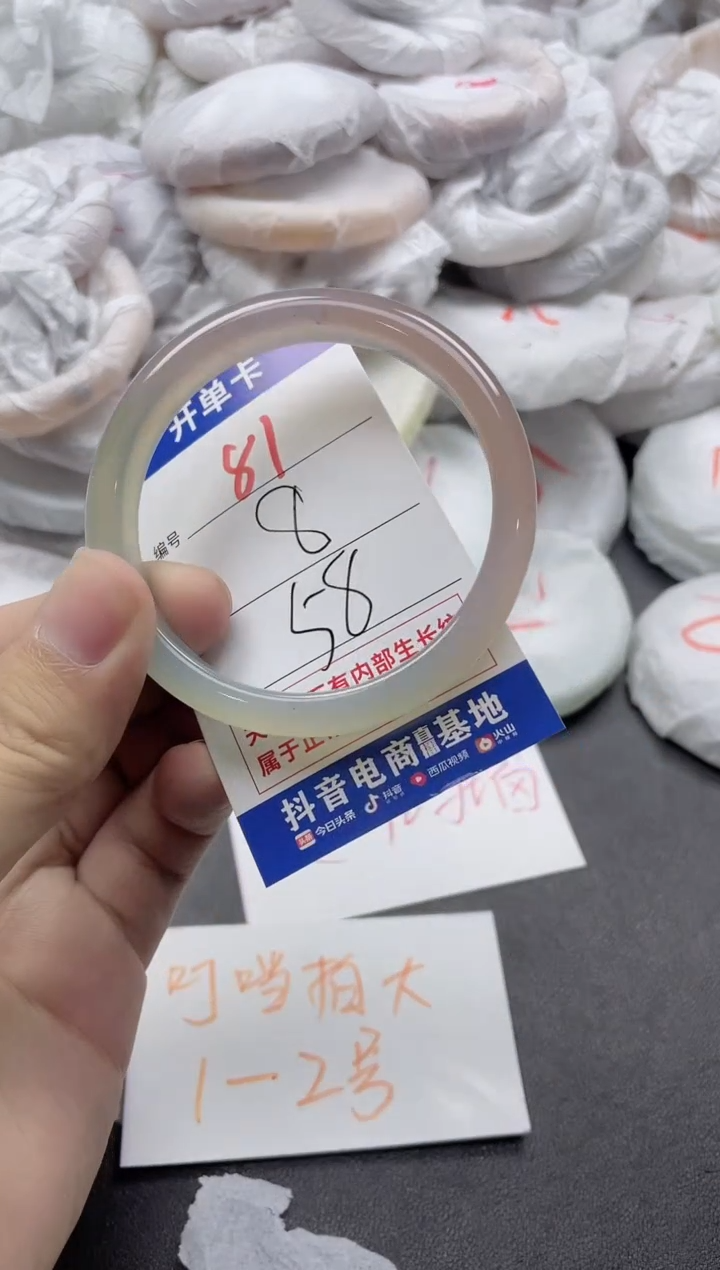 开单卡
81
编号
8
58
有内部生长纹
属于正
抖音电商直播基地
今日头条
抖音
西瓜视频
火山
叮当拍大
1-2号